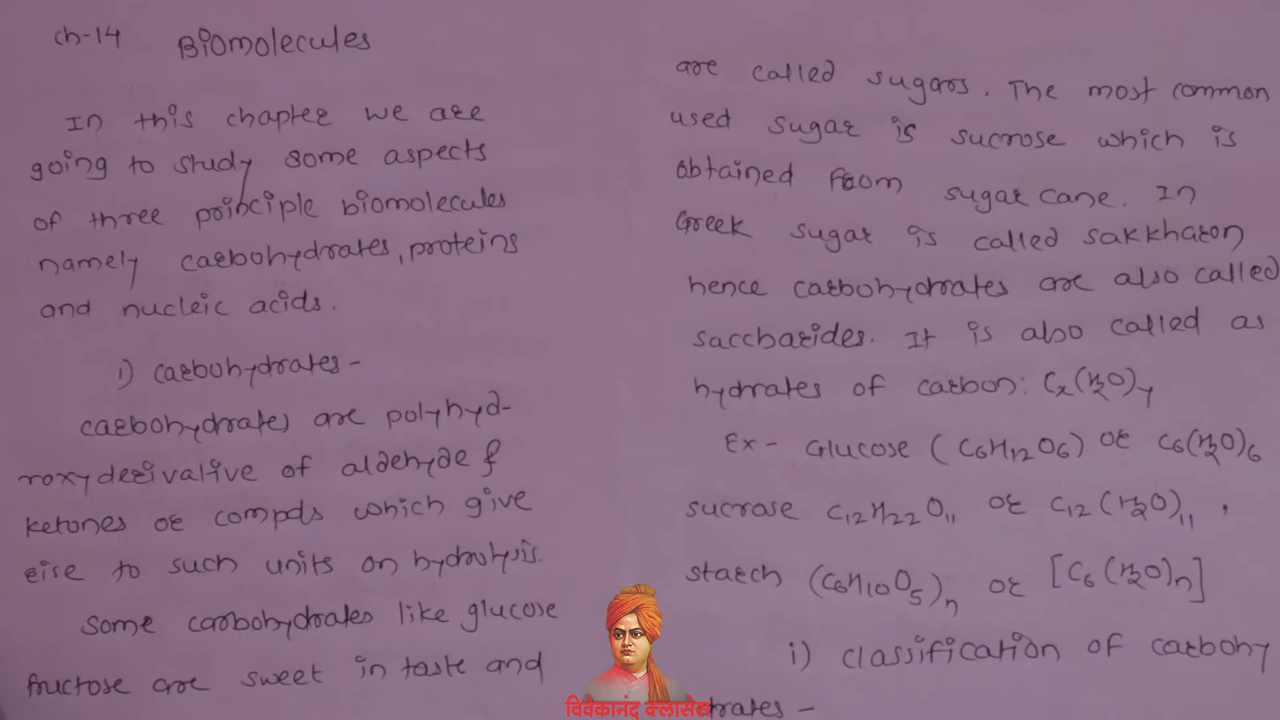 ch-14 Biomolecules
In this chapter we are
going to study some aspects
of three principle biomolecules
namely carbohydrates, proteins
and nucleic acids.
i) carbohydrates -
carbohydrates are polyhyd-
roxy derivative of aldehyde &
ketones or compds which give
rise to such units on hydrolysis.
Some carbohydrates like glucose
fructose are sweet in taste and
are called sugars. The most common
used sugar is sucrose which is
obtained from sugar cane. In
Greek sugar is called sakkharon
hence carbohydrates are also called
saccharides. It is also called as
hydrates of carbon: Cx(H2O)y
Ex - Glucose (C6H12O6) or C6(H2O)6
sucrose C12H22O11 or C12(H2O)11,
starch (C6H10O5)n or [C6(H2O)n]
i) classification of carbohy
drates -
विवेकानंद क्लासेस